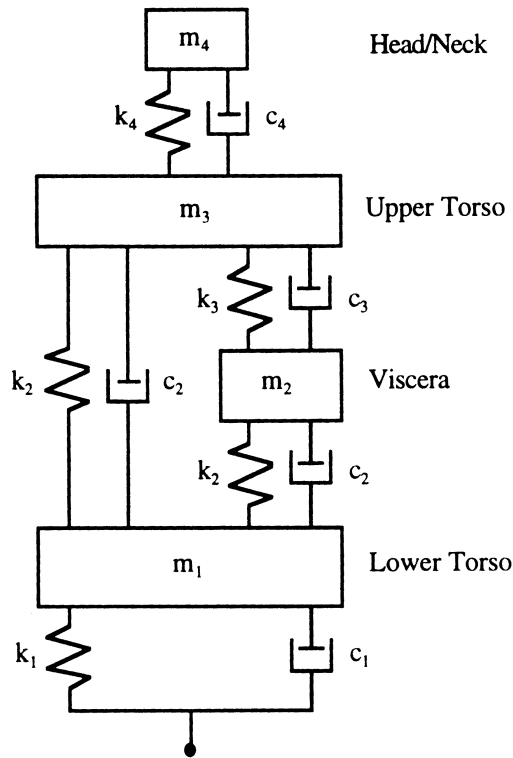 m₄ Head/Neck
k₄ c₄
m₃ Upper Torso
k₃ c₃
k₂ c₂ m₂ Viscera
k₂ c₂
m₁ Lower Torso
k₁ c₁